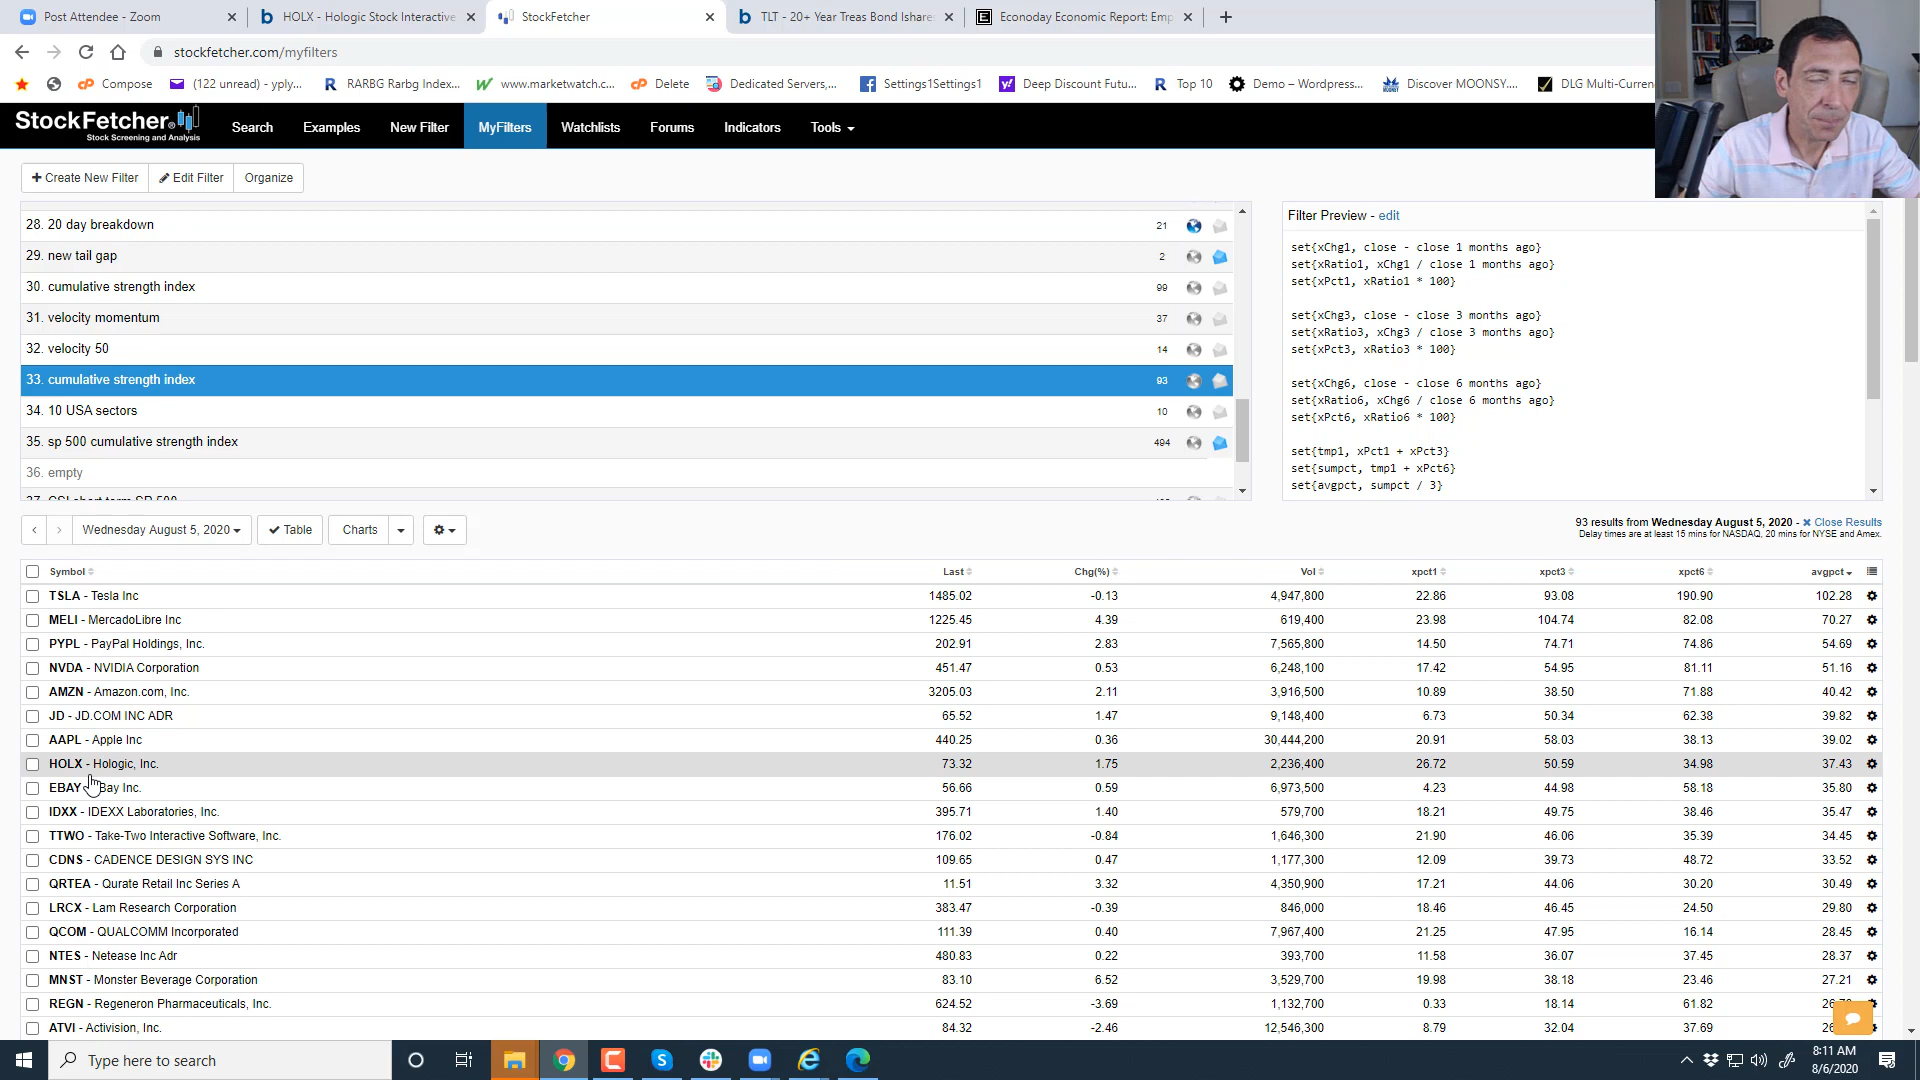 Post Attendee - Zoom
HOLX - Hologic Stock Interactive
StockFetcher
TLT - 20+ Year Treas Bond Ishare
Econoday Economic Report: Emp
stockfetcher.com/myfilters
Compose
(122 unread) - yply...
RARBG Rarbg Index...
www.marketwatch.c...
Delete
Dedicated Servers,...
Settings1Settings1
Deep Discount Futu...
Top 10
Demo – Wordpress...
Discover MOONSY....
DLG Multi-Curren
StockFetcher
Stock Screening and Analysis
Search
Examples
New Filter
MyFilters
Watchlists
Forums
Indicators
Tools
Create New Filter
Edit Filter
Organize
28. 20 day breakdown 21
29. new tail gap 2
30. cumulative strength index 99
31. velocity momentum 37
32. velocity 50 14
33. cumulative strength index 93
34. 10 USA sectors 10
35. sp 500 cumulative strength index 494
36. empty
Filter Preview - edit
set{xChg1, close - close 1 months ago}
set{xRatio1, xChg1 / close 1 months ago}
set{xPct1, xRatio1 * 100}
set{xChg3, close - close 3 months ago}
set{xRatio3, xChg3 / close 3 months ago}
set{xPct3, xRatio3 * 100}
set{xChg6, close - close 6 months ago}
set{xRatio6, xChg6 / close 6 months ago}
set{xPct6, xRatio6 * 100}
set{tmp1, xPct1 + xPct3}
set{sumpct, tmp1 + xPct6}
set{avgpct, sumpct / 3}
Wednesday August 5, 2020
Table
Charts
93 results from Wednesday August 5, 2020 - Close Results
Delay times are at least 15 mins for NASDAQ, 20 mins for NYSE and Amex.
Symbol Last Chg(%) Vol xpct1 xpct3 xpct6 avgpct
TSLA - Tesla Inc 1485.02 -0.13 4,947,800 22.86 93.08 190.90 102.28
MELI - MercadoLibre Inc 1225.45 4.39 619,400 23.98 104.74 82.08 70.27
PYPL - PayPal Holdings, Inc. 202.91 2.83 7,565,800 14.50 74.71 74.86 54.69
NVDA - NVIDIA Corporation 451.47 0.53 6,248,100 17.42 54.95 81.11 51.16
AMZN - Amazon.com, Inc. 3205.03 2.11 3,916,500 10.89 38.50 71.88 40.42
JD - JD.COM INC ADR 65.52 1.47 9,148,400 6.73 50.34 62.38 39.82
AAPL - Apple Inc 440.25 0.36 30,444,200 20.91 58.03 38.13 39.02
HOLX - Hologic, Inc. 73.32 1.75 2,236,400 26.72 50.59 34.98 37.43
EBAY Bay Inc. 56.66 0.59 6,973,500 4.23 44.98 58.18 35.80
IDXX - IDEXX Laboratories, Inc. 395.71 1.40 579,700 18.21 49.75 38.46 35.47
TTWO - Take-Two Interactive Software, Inc. 176.02 -0.84 1,646,300 21.90 46.06 35.39 34.45
CDNS - CADENCE DESIGN SYS INC 109.65 0.47 1,177,300 12.09 39.73 48.72 33.52
QRTEA - Qurate Retail Inc Series A 11.51 3.32 4,350,900 17.21 44.06 30.20 30.49
LRCX - Lam Research Corporation 383.47 -0.39 846,000 18.46 46.45 24.50 29.80
QCOM - QUALCOMM Incorporated 111.39 0.40 7,967,400 21.25 47.95 16.14 28.45
NTES - Netease Inc Adr 480.83 0.22 393,700 11.58 36.07 37.45 28.37
MNST - Monster Beverage Corporation 83.10 6.52 3,529,700 19.98 38.18 23.46 27.21
REGN - Regeneron Pharmaceuticals, Inc. 624.52 -3.69 1,132,700 0.33 18.14 61.82
ATVI - Activision, Inc. 84.32 -2.46 12,546,300 8.79 32.04 37.69
Type here to search
8:11 AM
8/6/2020